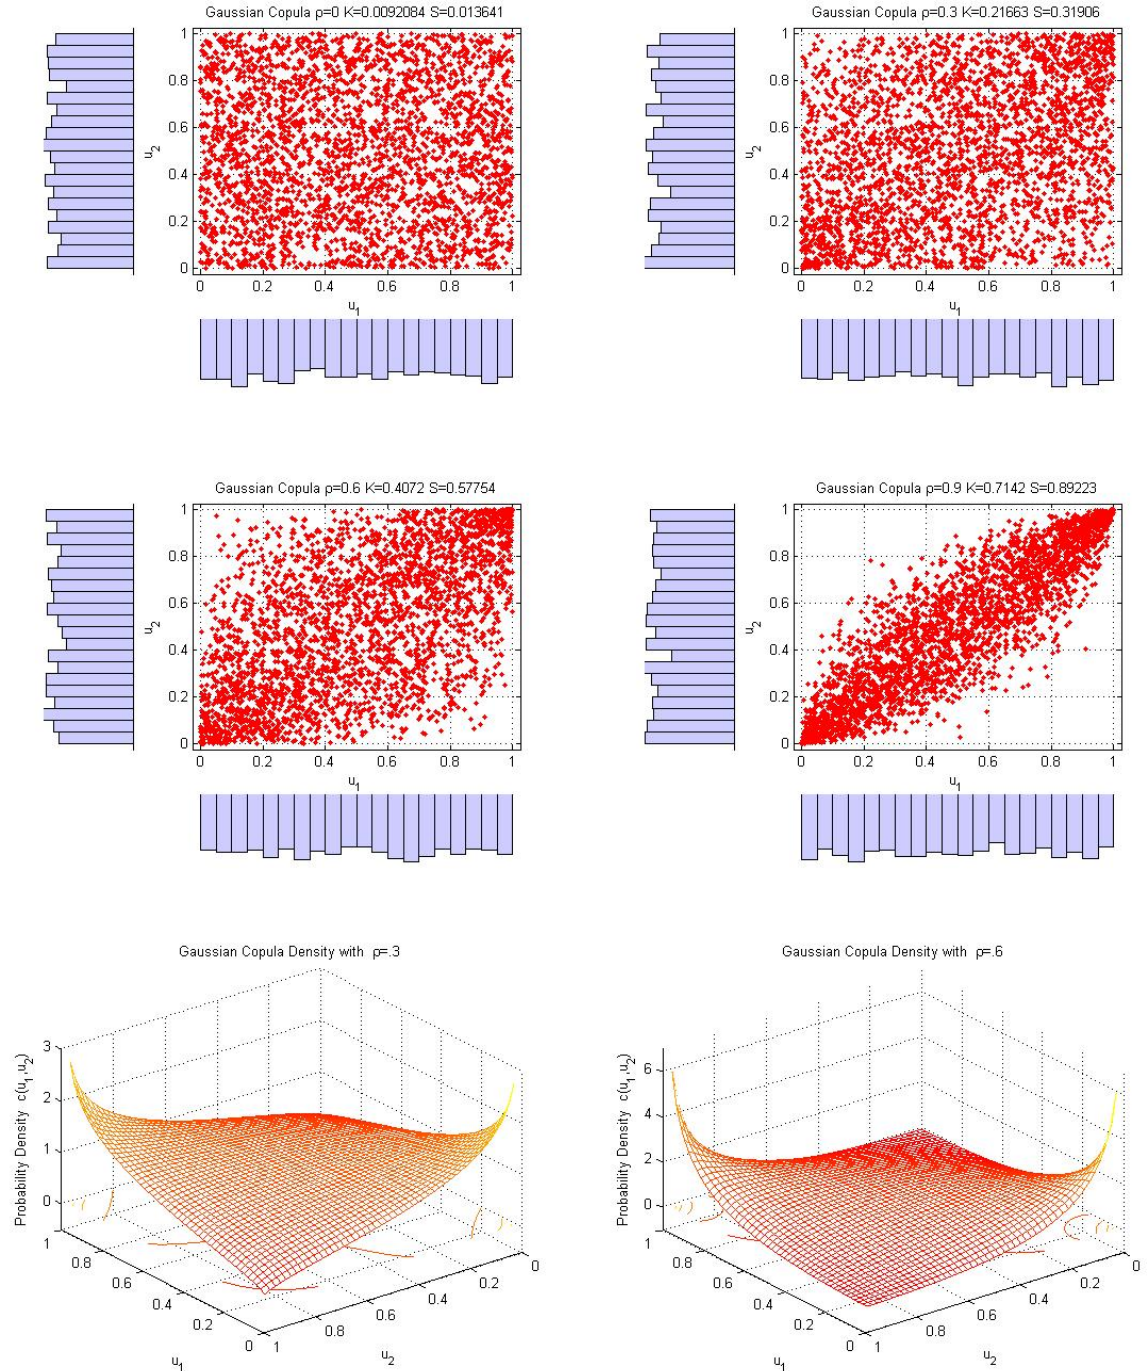 Gaussian Copula ρ=0 K=0.0092084 S=0.013641
1
0.8
0.6
0.4
0.2
0
u2
0 0.2 0.4 0.6 0.8 1
u1
Gaussian Copula ρ=0.3 K=0.21663 S=0.31906
1
0.8
0.6
0.4
0.2
0
u2
0 0.2 0.4 0.6 0.8 1
u1
Gaussian Copula ρ=0.6 K=0.4072 S=0.57754
1
0.8
0.6
0.4
0.2
0
u2
0 0.2 0.4 0.6 0.8 1
u1
Gaussian Copula ρ=0.9 K=0.7142 S=0.89223
1
0.8
0.6
0.4
0.2
0
u2
0 0.2 0.4 0.6 0.8 1
u1
Gaussian Copula Density with ρ=.3
Probability Density c(u1,u2)
3
2
1
0
1
0.8
0.6
0.4
0.2
0
u1
1
0.8
0.6
0.4
0.2
0
u2
Gaussian Copula Density with ρ=.6
Probability Density c(u1,u2)
6
4
2
0
1
0.8
0.6
0.4
0.2
0
u1
1
0.8
0.6
0.4
0.2
0
u2